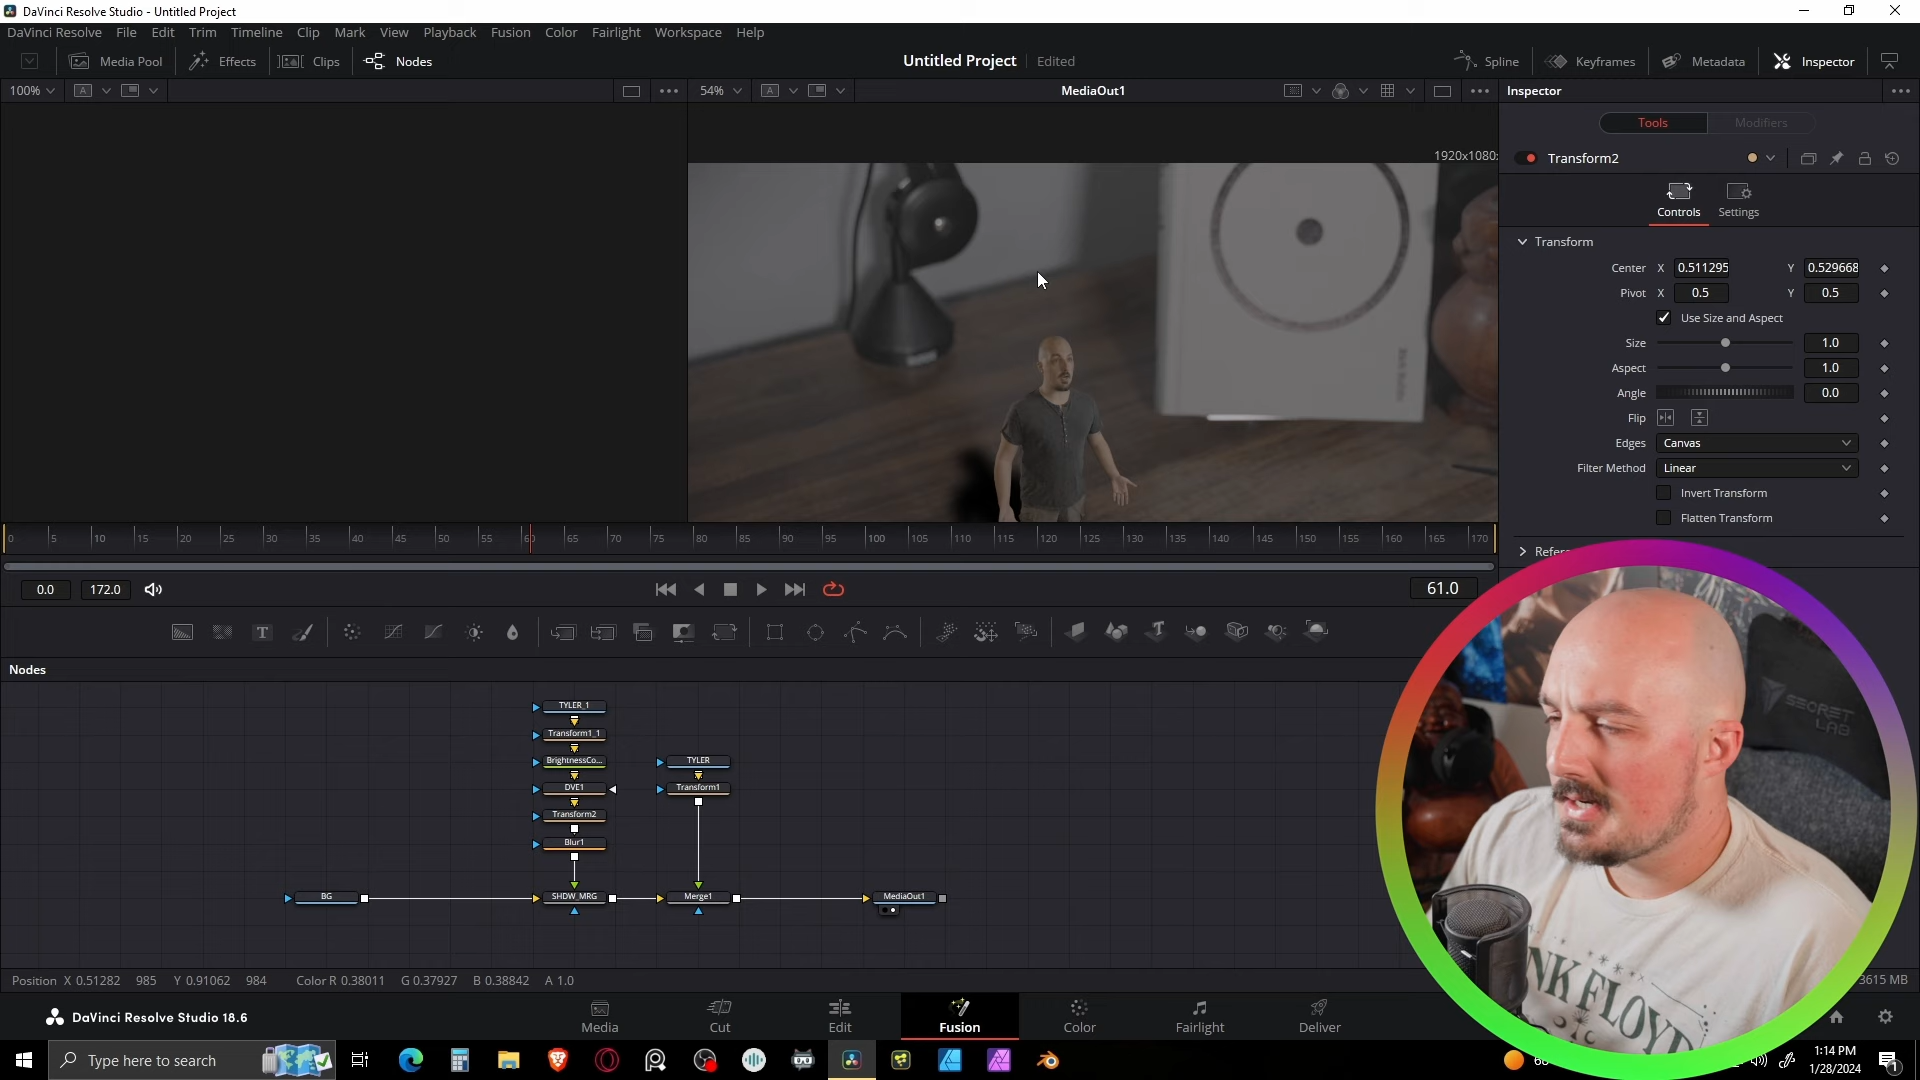 DaVinci Resolve Studio - Untitled Project
DaVinci Resolve File Edit Trim Timeline Clip Mark View Playback Fusion Color Fairlight Workspace Help
Media Pool Effects Clips Nodes Untitled Project Edited Spline Keyframes Metadata Inspector
100% A 54% A MediaOut1 Inspector
Tools Modifiers
1920x1080:
Transform2
Controls Settings
Transform
Center X 0.511295 Y 0.529668
Pivot X 0.5 Y 0.5
Use Size and Aspect
Size 1.0
Aspect 1.0
Angle 0.0
Flip
Edges Canvas
Filter Method Linear
Invert Transform
Flatten Transform
0 5 10 15 20 25 30 35 40 45 50 55 60 65 70 75 80 85 90 95 100 105 110 115 120 125 130 135 140 145 150 155 160 165 170
Refere
0.0 172.0 61.0
T T
Nodes
TYLER_1
Transform1_1
BrightnessCo... TYLER
DVE1 Transform1
Transform2
Blur1
BG SHDW_MRG Merge1 MediaOut1
SECRET
LAB
NK FLOYD
Position X 0.51282 985 Y 0.91062 984 Color R 0.38011 G 0.37927 B 0.38842 A 1.0 3615 MB
DaVinci Resolve Studio 18.6 Media Cut Edit Fusion Color Fairlight Deliver
Type here to search
1:14 PM
1/28/2024
1